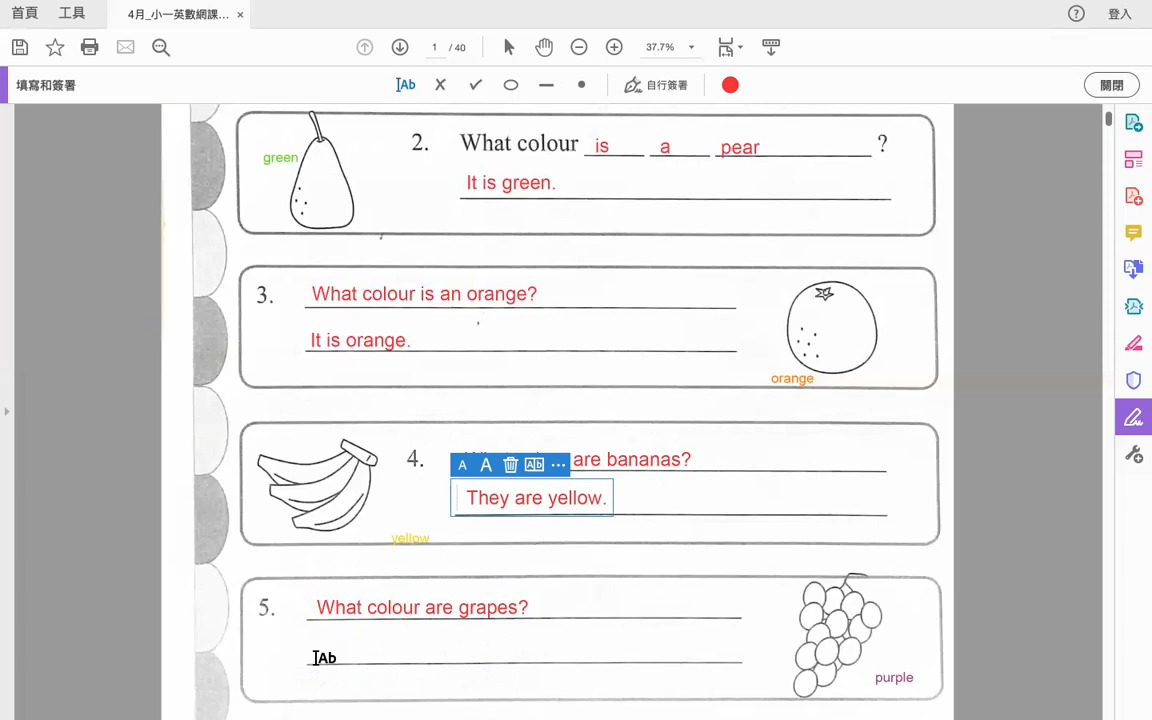 首頁 工具 4月_小一英數網課... × ? 登入
1 / 40 37.7%
填寫和簽署 Ab 自行簽署 關閉
green
2. What colour is a pear ?
It is green.
3. What colour is an orange?
It is orange.
orange
4. are bananas?
A A Ab ...
They are yellow.
yellow
5. What colour are grapes?
Ab
purple